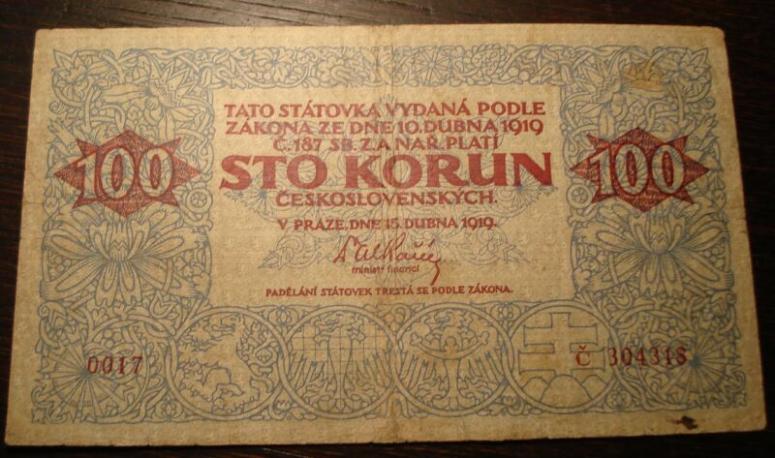 TATO STÁTOVKA VYDANÁ PODLE
ZÁKONA ZE DNE 10. DUBNA 1919
Č. 187 SB. Z. A NAŘ. PLATÍ
100 STO KORUN 100
ČESKOSLOVENSKÝCH.
V PRAZE, DNE 15. DUBNA 1919.
ministr financí
PADĚLÁNÍ STÁTOVEK TRESTÁ SE PODLE ZÁKONA.
0017 Č 304318